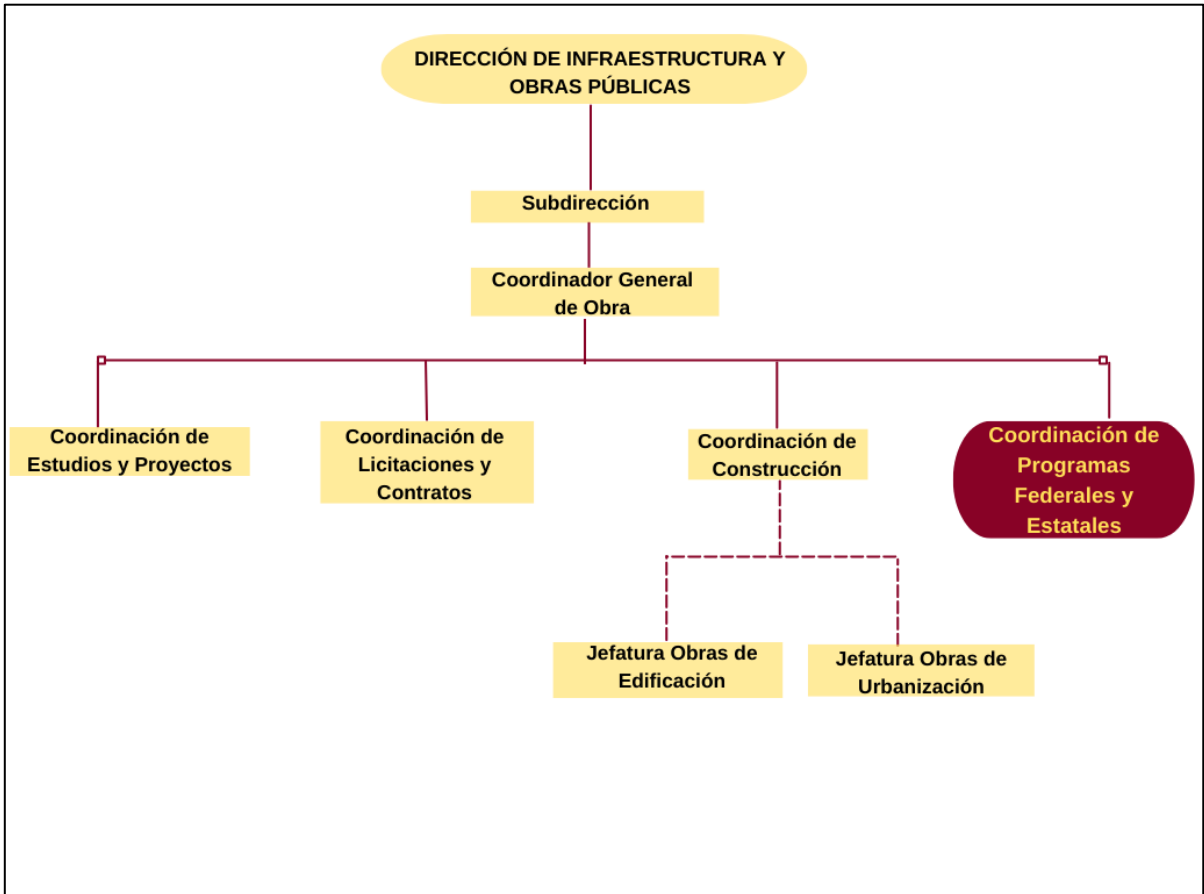 DIRECCIÓN DE INFRAESTRUCTURA Y
OBRAS PÚBLICAS
Subdirección
Coordinador General
de Obra
Coordinación de
Estudios y Proyectos
Coordinación de
Licitaciones y
Contratos
Coordinación de
Construcción
Coordinación de
Programas
Federales y
Estatales
Jefatura Obras de
Edificación
Jefatura Obras de
Urbanización